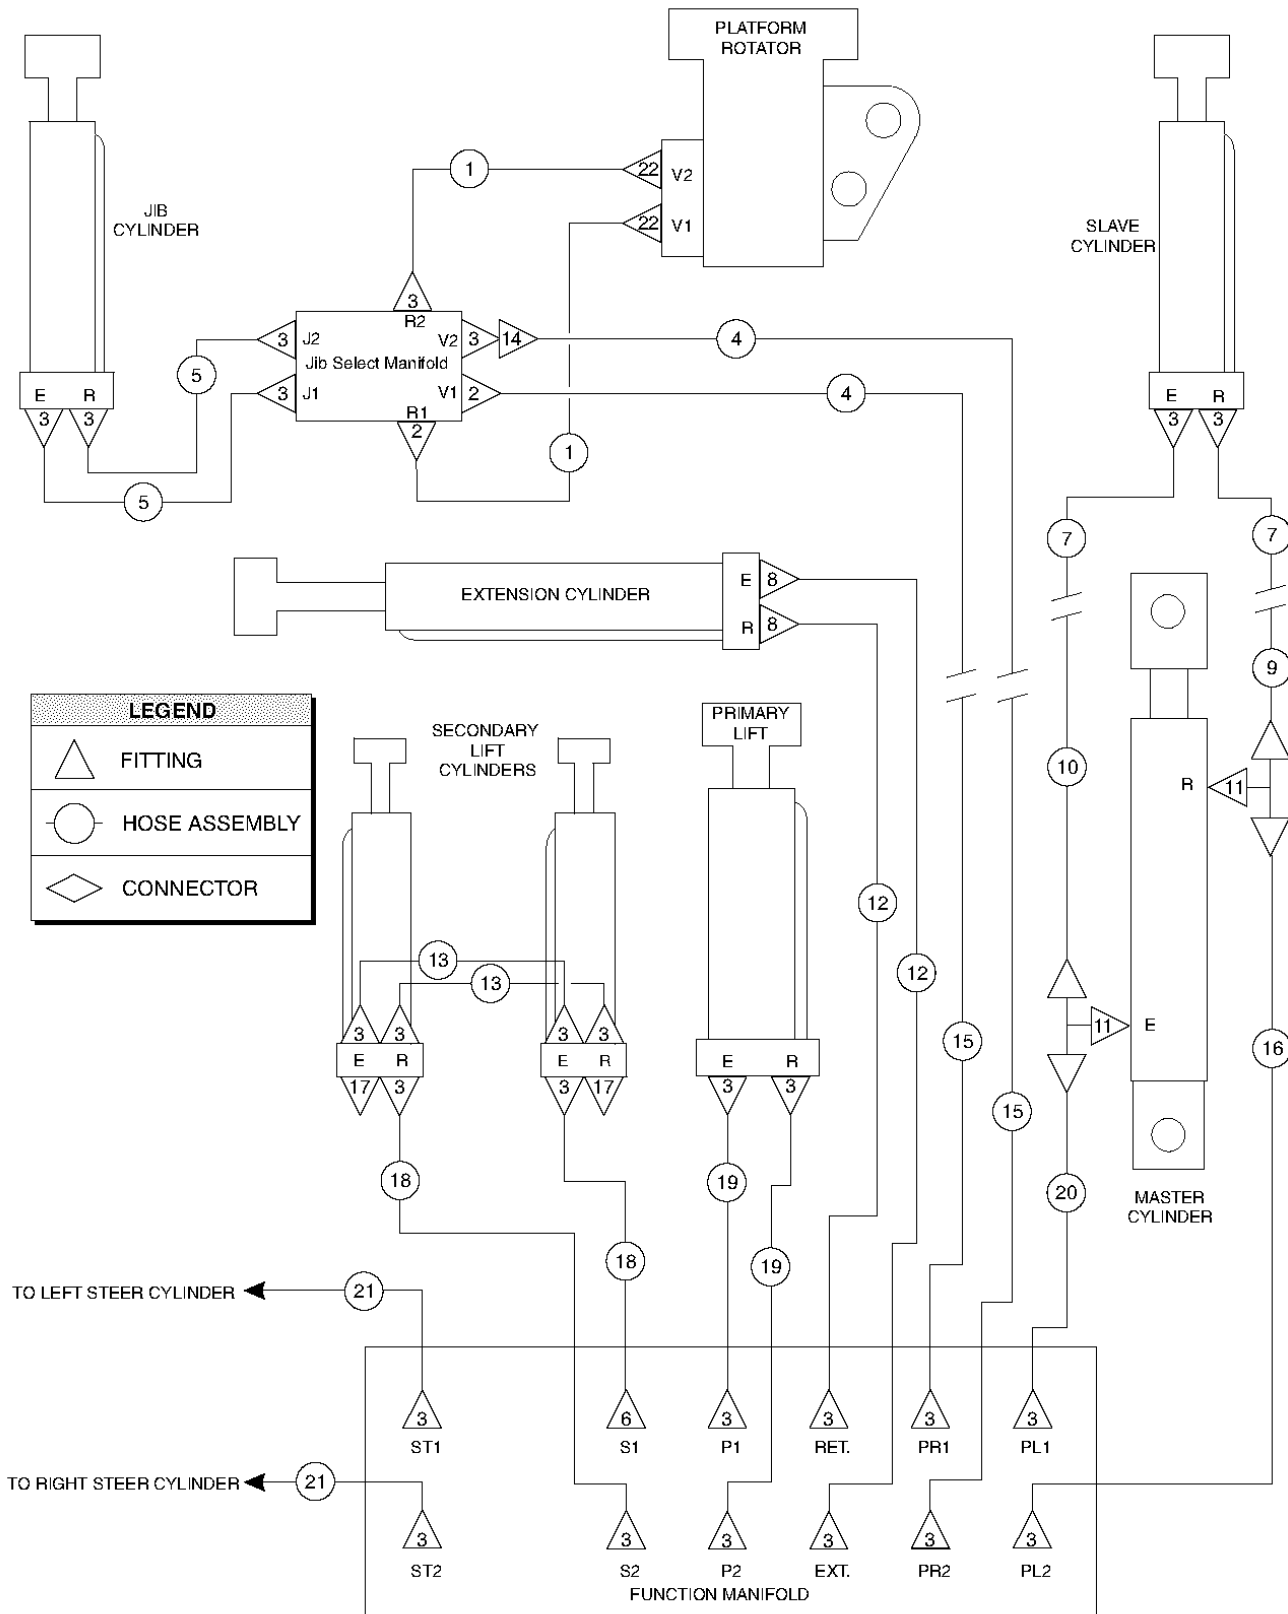 PLATFORM
ROTATOR
22
V2
22
V1
1
JIB
CYLINDER
SLAVE
CYLINDER
3
R2
3
J2
V2
3
14
4
Jib Select Manifold
5
3
J1
V1
2
4
R1
2
E
R
3
3
1
5
E
R
3
3
7
7
EXTENSION CYLINDER
E
8
R
8
9
LEGEND
FITTING
HOSE ASSEMBLY
CONNECTOR
SECONDARY
LIFT
CYLINDERS
PRIMARY
LIFT
10
R
11
12
13
13
12
3
3
3
3
E
R
E
R
E
R
17
3
3
17
3
3
11
E
15
16
15
18
19
20
MASTER
CYLINDER
18
19
TO LEFT STEER CYLINDER
21
3
6
3
3
3
3
ST1
S1
P1
RET.
PR1
PL1
TO RIGHT STEER CYLINDER
21
3
3
3
3
3
3
ST2
S2
P2
EXT.
PR2
PL2
FUNCTION MANIFOLD